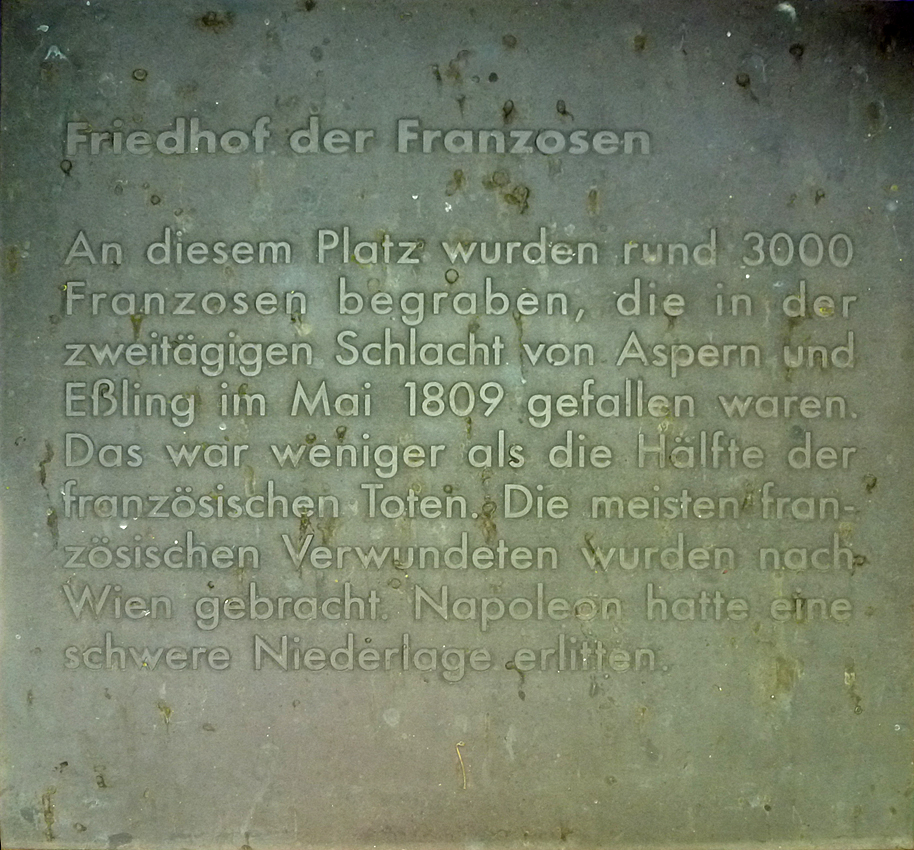 Friedhof der Franzosen
An diesem Platz wurden rund 3000
Franzosen begraben, die in der
zweitägigen Schlacht von Aspern und
Eßling im Mai 1809 gefallen waren.
Das war weniger als die Hälfte der
französischen Toten. Die meisten fran-
zösischen Verwundeten wurden nach
Wien gebracht. Napoleon hatte eine
schwere Niederlage erlitten.